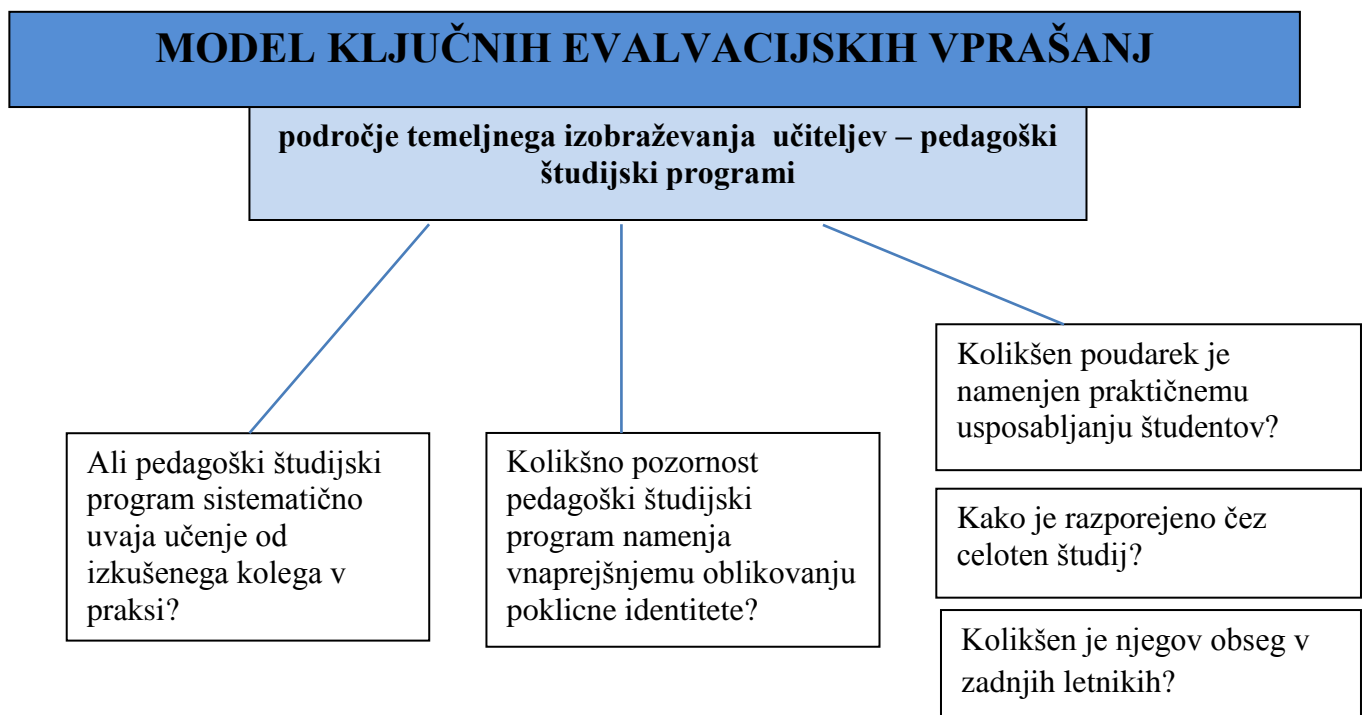 MODEL KLJUČNIH EVALVACIJSKIH VPRAŠANJ
področje temeljnega izobraževanja učiteljev – pedagoški
študijski programi
Ali pedagoški študijski
program sistematično
uvaja učenje od
izkušenega kolega v
praksi?
Kolikšno pozornost
pedagoški študijski
program namenja
vnaprejšnjemu oblikovanju
poklicne identitete?
Kolikšen poudarek je
namenjen praktičnemu
usposabljanju študentov?
Kako je razporejeno čez
celoten študij?
Kolikšen je njegov obseg v
zadnjih letnikih?